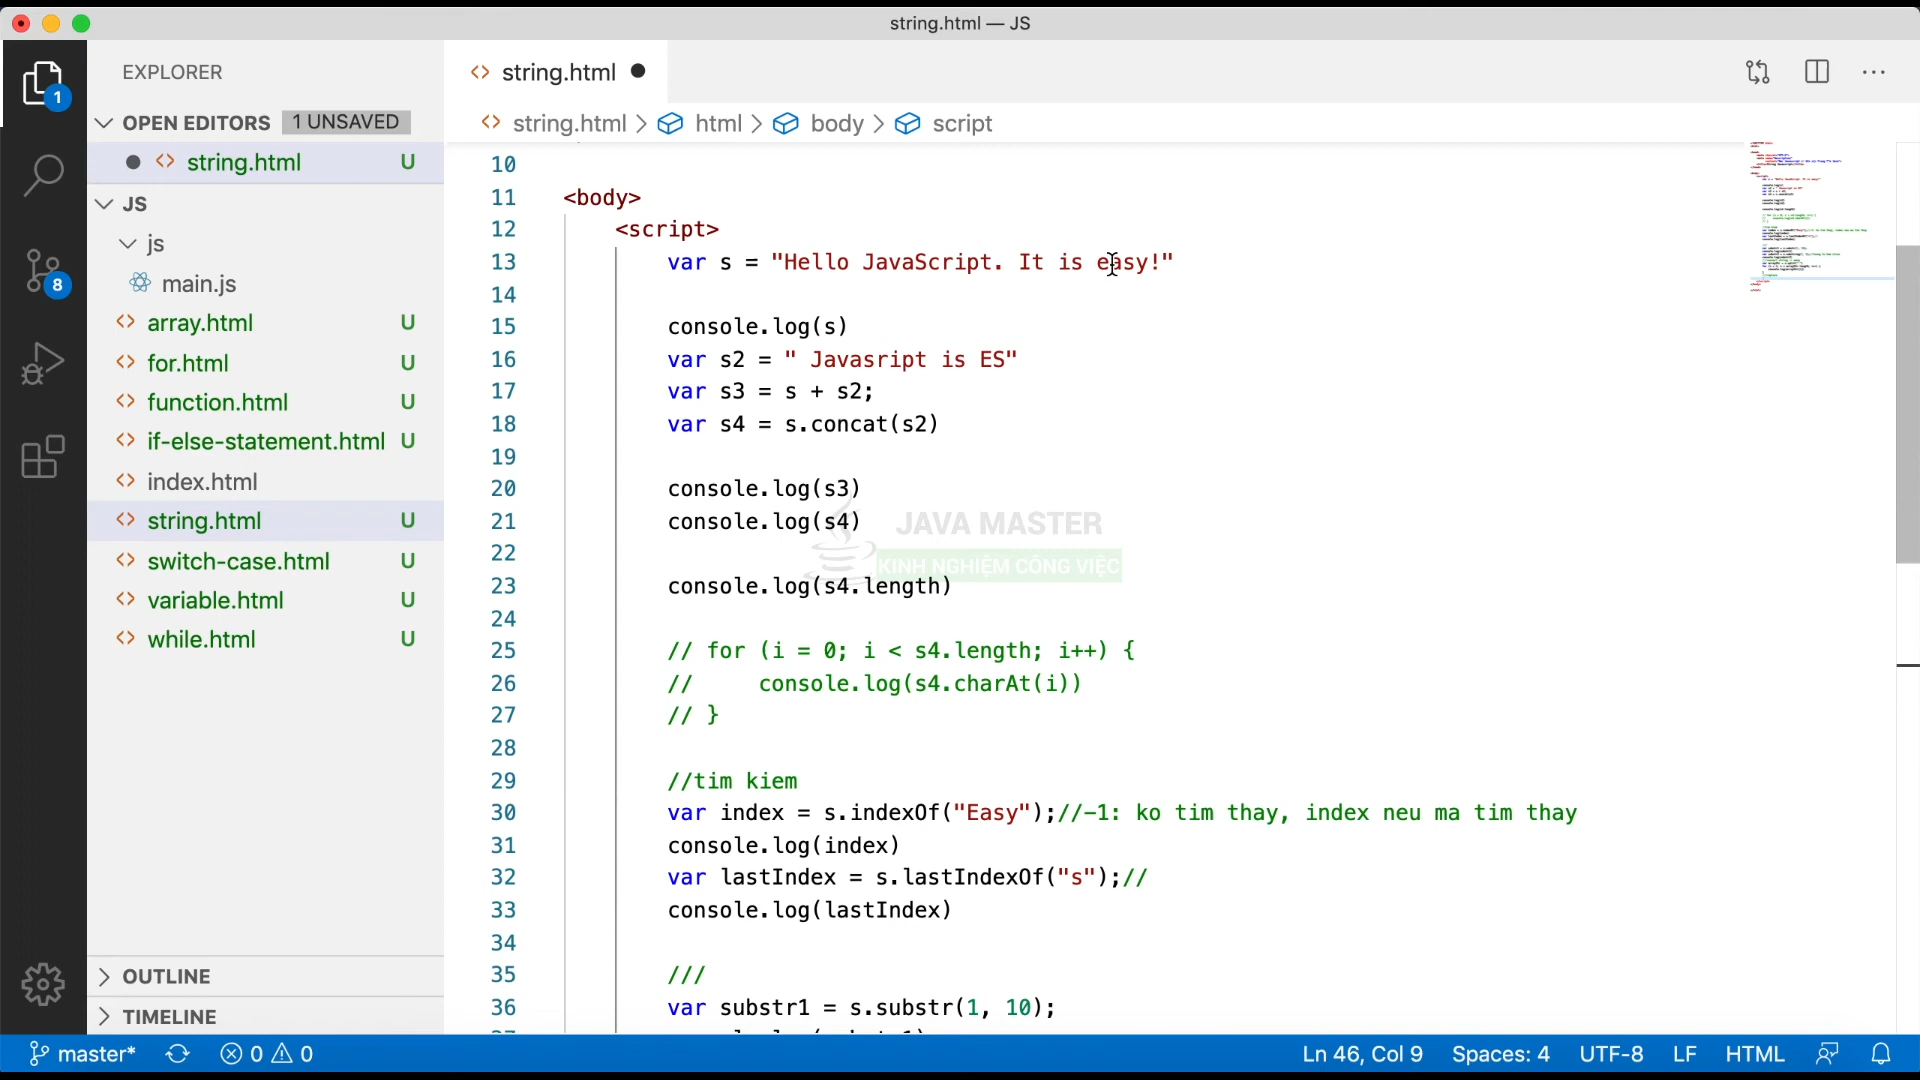 string.html — JS
EXPLORER
OPEN EDITORS 1 UNSAVED
string.html U
JS
js
main.js
array.html U
for.html U
function.html U
if-else-statement.html U
index.html
string.html U
switch-case.html U
variable.html U
while.html U
OUTLINE
TIMELINE
1
8
string.html
string.html > html > body > script
10
11 <body>
12 <script>
13 var s = "Hello JavaScript. It is easy!"
14
15 console.log(s)
16 var s2 = " Javasript is ES"
17 var s3 = s + s2;
18 var s4 = s.concat(s2)
19
20 console.log(s3)
21 console.log(s4)
22
23 console.log(s4.length)
24
25 // for (i = 0; i < s4.length; i++) {
26 // console.log(s4.charAt(i))
27 // }
28
29 //tim kiem
30 var index = s.indexOf("Easy");//-1: ko tim thay, index neu ma tim thay
31 console.log(index)
32 var lastIndex = s.lastIndexOf("s");//
33 console.log(lastIndex)
34
35 ///
36 var substr1 = s.substr(1, 10);
JAVA MASTER
KINH NGHIỆM CÔNG VIỆC
master* 0 0 Ln 46, Col 9 Spaces: 4 UTF-8 LF HTML